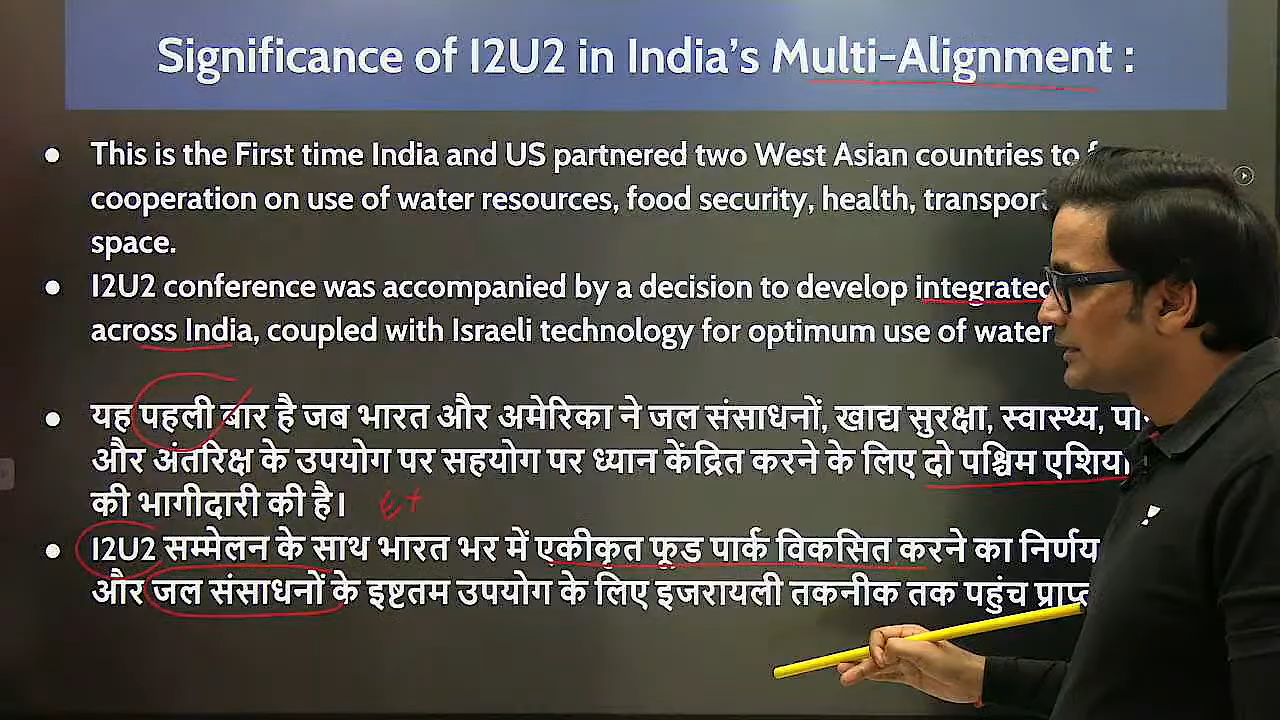 Significance of I2U2 in India's Multi-Alignment :
• This is the First time India and US partnered two West Asian countries to
cooperation on use of water resources, food security, health, transport
space.
• I2U2 conference was accompanied by a decision to develop integrated
across India, coupled with Israeli technology for optimum use of water
• यह पहली बार है जब भारत और अमेरिका ने जल संसाधनों, खाद्य सुरक्षा, स्वास्थ्य,
और अंतरिक्ष के उपयोग पर सहयोग पर ध्यान केंद्रित करने के लिए दो पश्चिम
की भागीदारी की है।
• I2U2 सम्मेलन के साथ भारत भर में एकीकृत फूड पार्क विकसित करने का निर्णय
और जल संसाधनों के इष्टतम उपयोग के लिए इजरायली तकनीक तक पहुंच